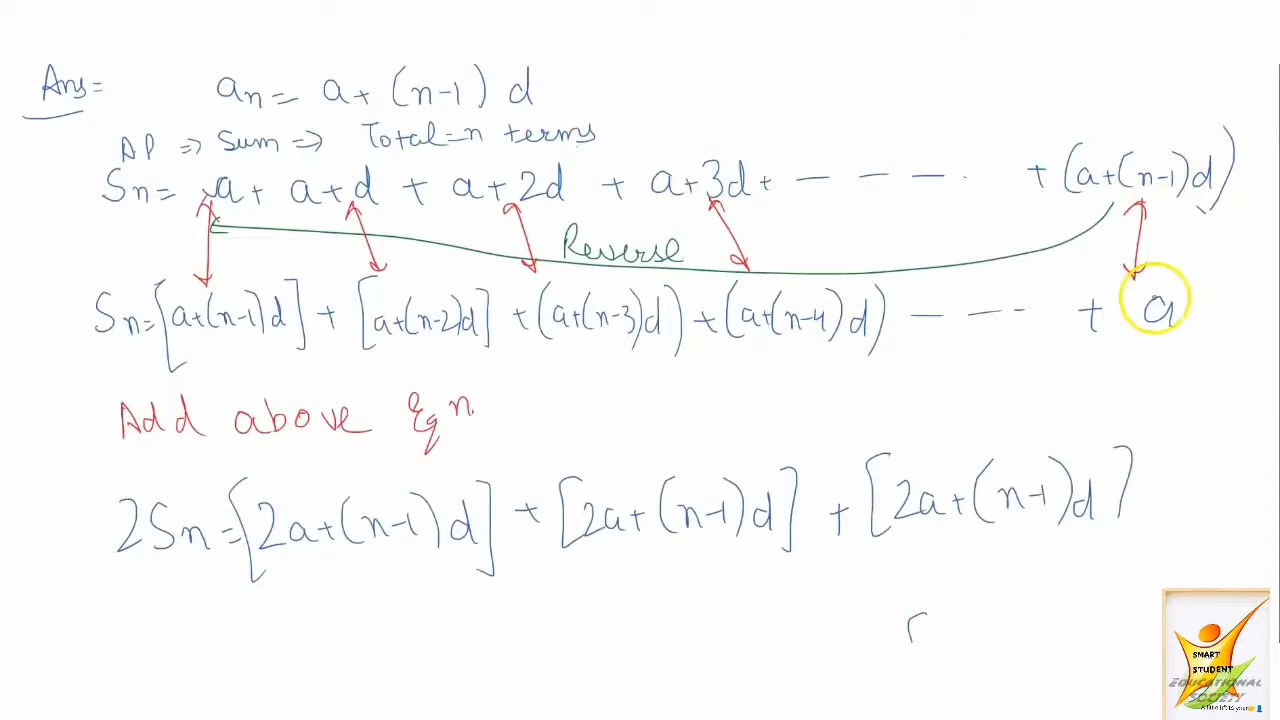 Ans= an = a+ (n-1) d
AP ⇒ Sum ⇒ Total=n terms
Sn= a+ a+d + a+2d + a+3d+ - - - - . + (a+(n-1)d)
Reverse
Sn=[a+(n-1)d] + [a+(n-2)d] +(a+(n-3)d)+(a+(n-4)d) - - - + a
Add above Eqn.
2Sn=[2a+(n-1)d]+[2a+(n-1)d] +[2a+(n-1)d]
SMART
STUDENT
EDUCATIONAL
SOCIETY